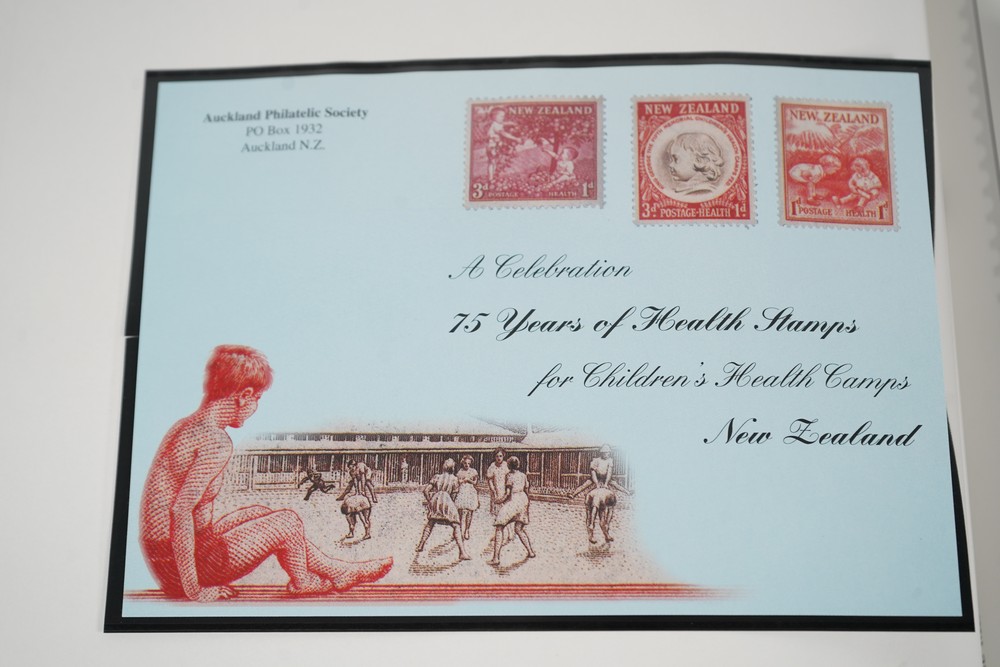 Auckland Philatelic Society
PO Box 1932
Auckland N.Z.
NEW ZEALAND
3d 1d
POSTAGE HEALTH
NEW ZEALAND
3d POSTAGE-HEALTH 1d
NEW ZEALAND
1d POSTAGE HEALTH 1d
A Celebration
75 Years of Health Stamps
for Children's Health Camps
New Zealand